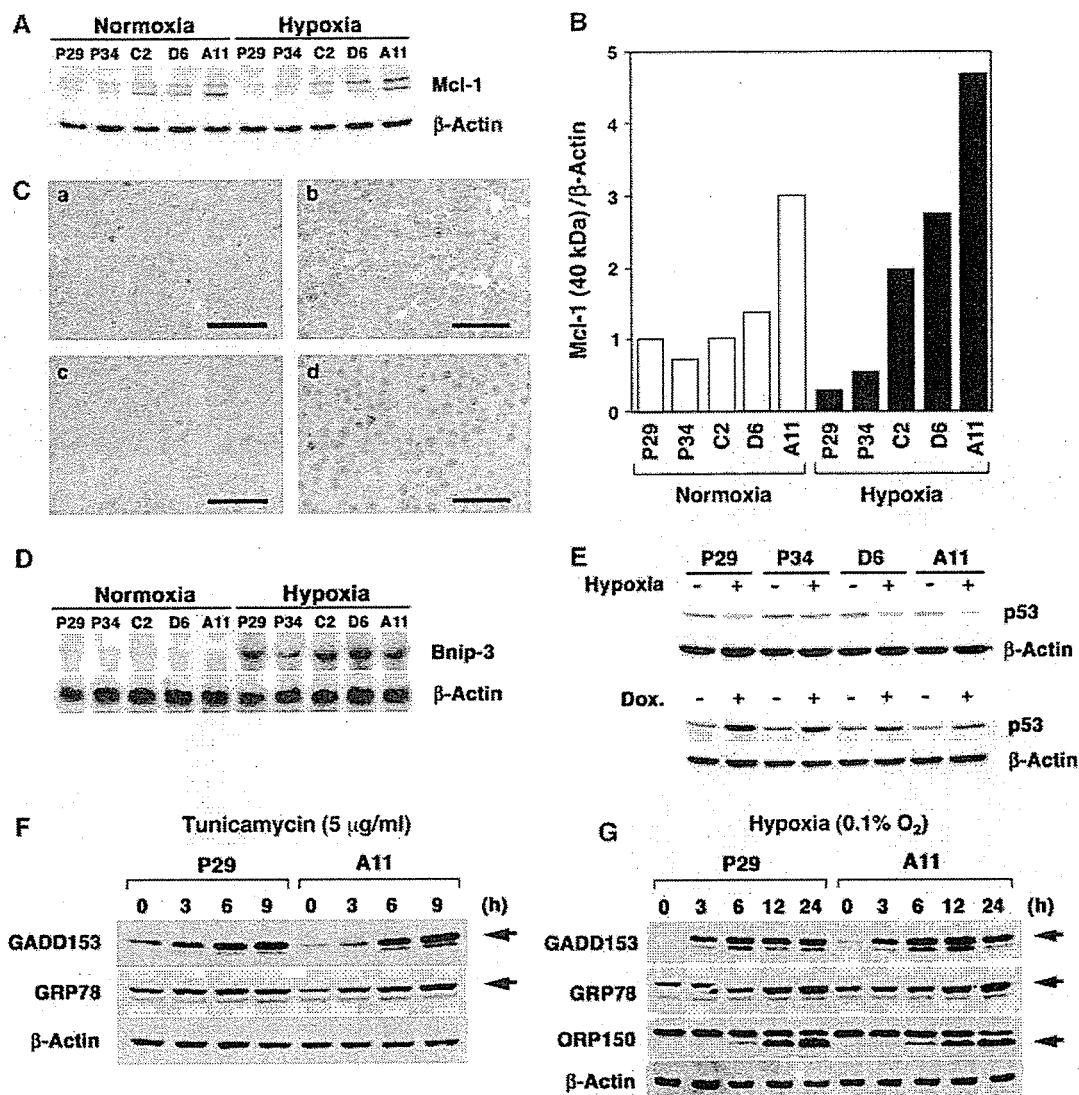 A
Normoxia Hypoxia
P29 P34 C2 D6 A11 P29 P34 C2 D6 A11
Mcl-1
β-Actin
B
Mcl-1 (40 kDa) / β-Actin
5
4
3
2
1
0
P29 P34 C2 D6 A11 P29 P34 C2 D6 A11
Normoxia Hypoxia
C
a
b
c
d
D
Normoxia Hypoxia
P29 P34 C2 D6 A11 P29 P34 C2 D6 A11
Bnip-3
β-Actin
E
P29 P34 D6 A11
Hypoxia - + - + - + - +
p53
β-Actin
Dox. - + - + - + - +
p53
β-Actin
F
Tunicamycin (5 μg/ml)
P29 A11
0 3 6 9 0 3 6 9 (h)
GADD153
GRP78
β-Actin
G
Hypoxia (0.1% O₂)
P29 A11
0 3 6 12 24 0 3 6 12 24 (h)
GADD153
GRP78
ORP150
β-Actin